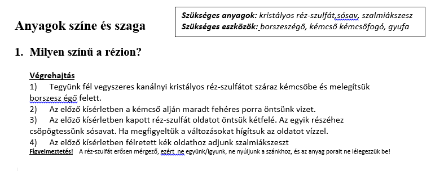 Szükséges anyagok: kristályos réz-szulfát,sósav, szalmiákszesz
Szükséges eszközök: borszeszégő, kémcső kémcsőfogó, gyufa
Anyagok színe és szaga
1. Milyen színű a rézion?
Végrehajtás
1) Tegyünk fél vegyszeres kanálnyi kristályos réz-szulfátot száraz kémcsőbe és melegítsük
borszesz égő felett.
2) Az előző kísérletben a kémcső alján maradt fehéres porra öntsünk vizet.
3) Az előző kísérletben kapott réz-szulfát oldatot öntsük kétfelé. Az egyik részéhez
csöpögtessünk sósavat. Ha megfigyeltük a változásokat hígítsuk az oldatot vízzel.
4) Az előző kísérletben félretett kék oldathoz adjunk szalmiákszeszt
Figyelmeztetés! A réz-szulfát erősen mérgező, ezért ne együnk/igyunk, ne nyúljunk a szánkhoz, és az anyag porait ne lélegezzük be!